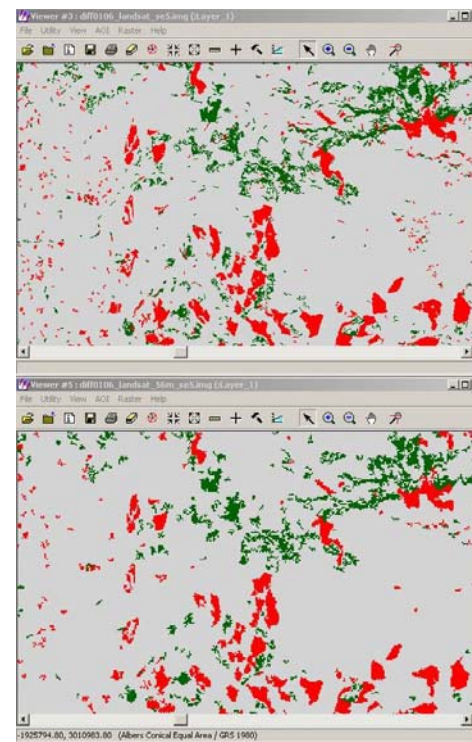 Viewer #3 : diff0106_landsat_se5.img (:Layer_1)
File Utility View AOI Raster Help
Viewer #5 : diff0106_landsat_56m_se5.img (:Layer_1)
File Utility View AOI Raster Help
-1925794.80, 3010983.80 (Albers Conical Equal Area / GRS 1980)